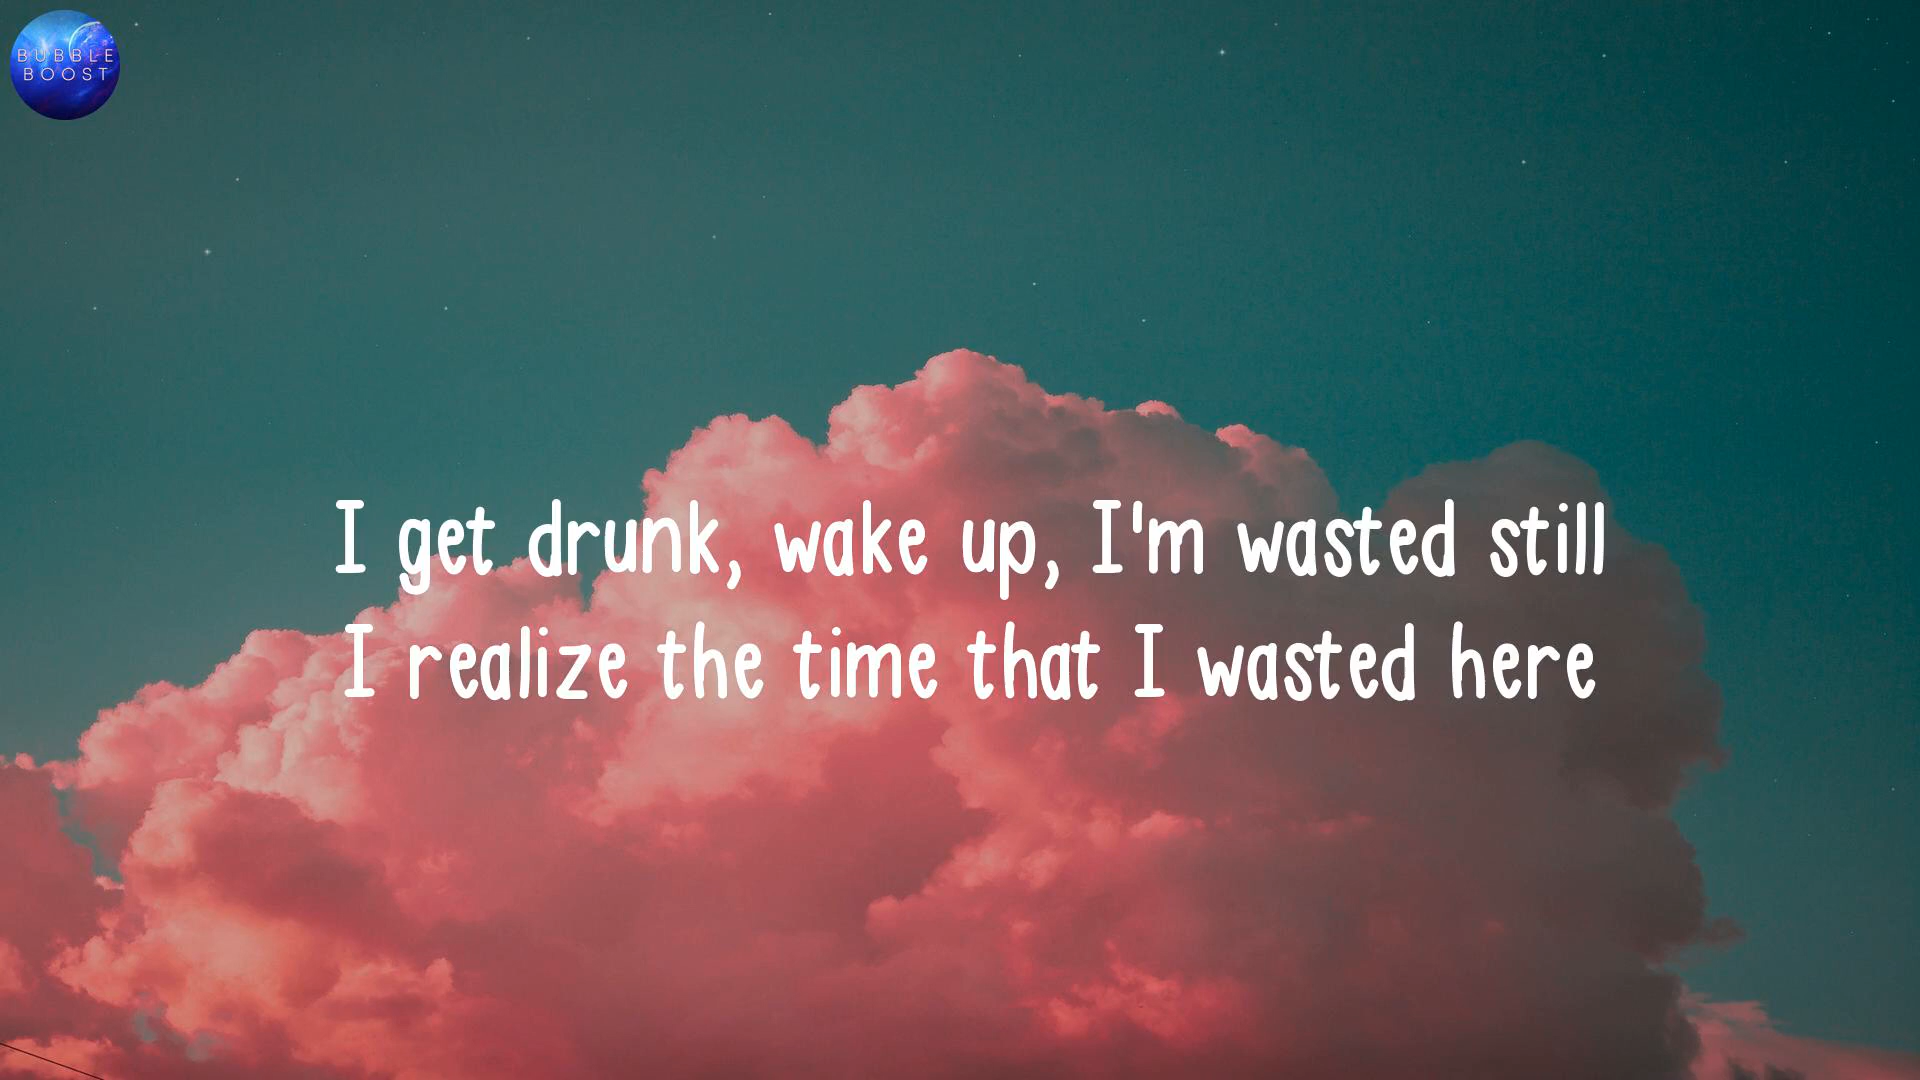 BUBBLE
BOOST
I get drunk, wake up, I'm wasted still
I realize the time that I wasted here